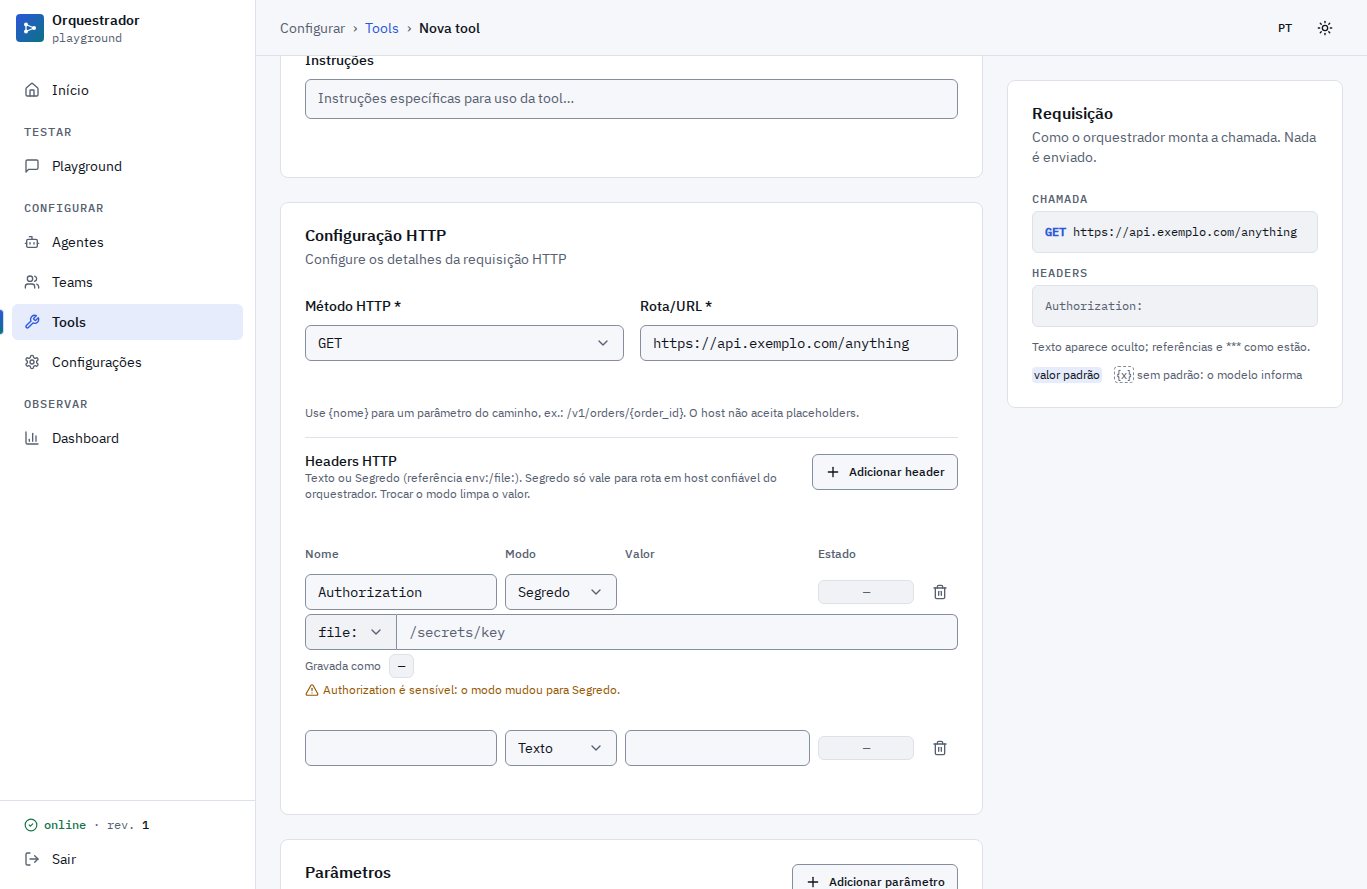 Orquestrador
playground
Início
TESTAR
Playground
CONFIGURAR
Agentes
Teams
Tools
Configurações
OBSERVAR
Dashboard
online · rev. 1
Sair
Configurar › Tools › Nova tool
PT
Instruções
Instruções específicas para uso da tool...
Configuração HTTP
Configure os detalhes da requisição HTTP
Método HTTP *
Rota/URL *
GET
https://api.exemplo.com/anything
Use {nome} para um parâmetro do caminho, ex.: /v1/orders/{order_id}. O host não aceita placeholders.
Headers HTTP
Texto ou Segredo (referência env:/file:). Segredo só vale para rota em host confiável do
orquestrador. Trocar o modo limpa o valor.
Adicionar header
Nome Modo Valor Estado
Authorization Segredo –
file: /secrets/key
Gravada como –
Authorization é sensível: o modo mudou para Segredo.
Texto –
Parâmetros
Adicionar parâmetro
Requisição
Como o orquestrador monta a chamada. Nada
é enviado.
CHAMADA
GET https://api.exemplo.com/anything
HEADERS
Authorization:
Texto aparece oculto; referências e *** como estão.
valor padrão {x} sem padrão: o modelo informa